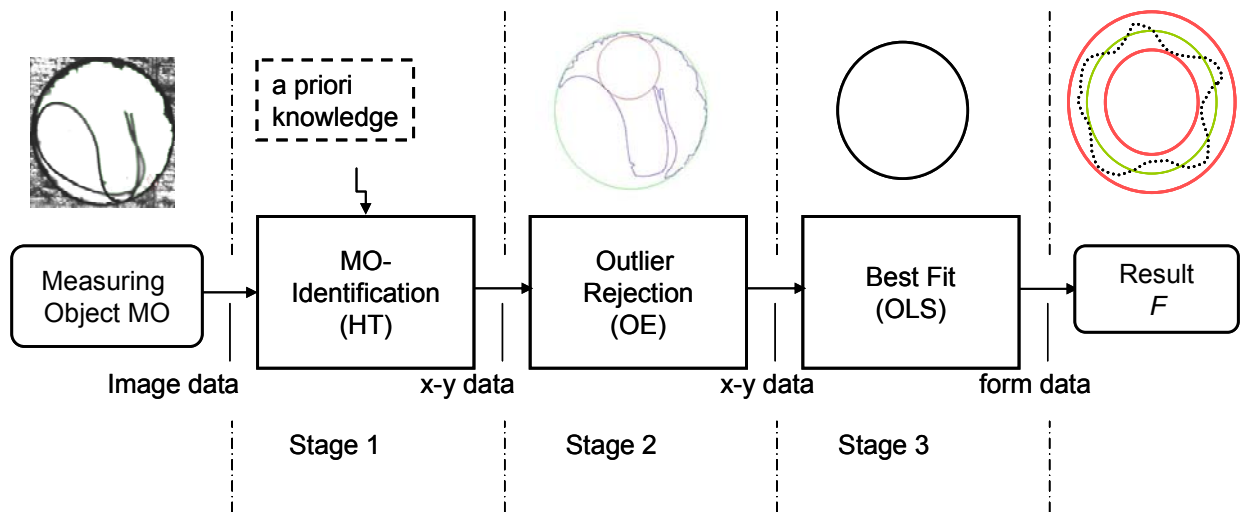 a priori
knowledge
Measuring
Object MO
MO-
Identification
(HT)
Outlier
Rejection
(OE)
Best Fit
(OLS)
Result
F
Image data
x-y data
x-y data
form data
Stage 1
Stage 2
Stage 3